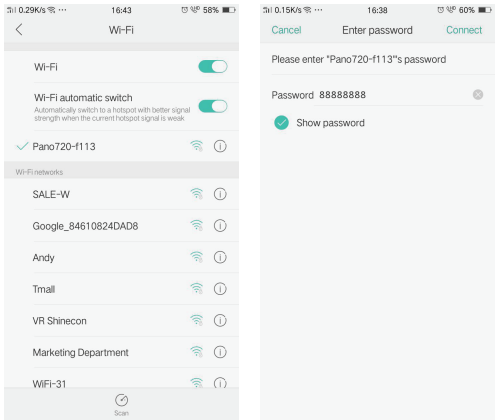 0.29K/s ··· 16:43 58%
Wi-Fi
Wi-Fi
Wi-Fi automatic switch
Automatically switch to a hotspot with better signal
strength when the current hotspot signal is weak
Pano720-f113
Wi-Fi networks
SALE-W
Google_84610824DAD8
Andy
Tmall
VR Shinecon
Marketing Department
WiFi-31
Scan
0.15K/s ··· 16:38 60%
Cancel Enter password Connect
Please enter "Pano720-f113"'s password
Password 88888888
Show password